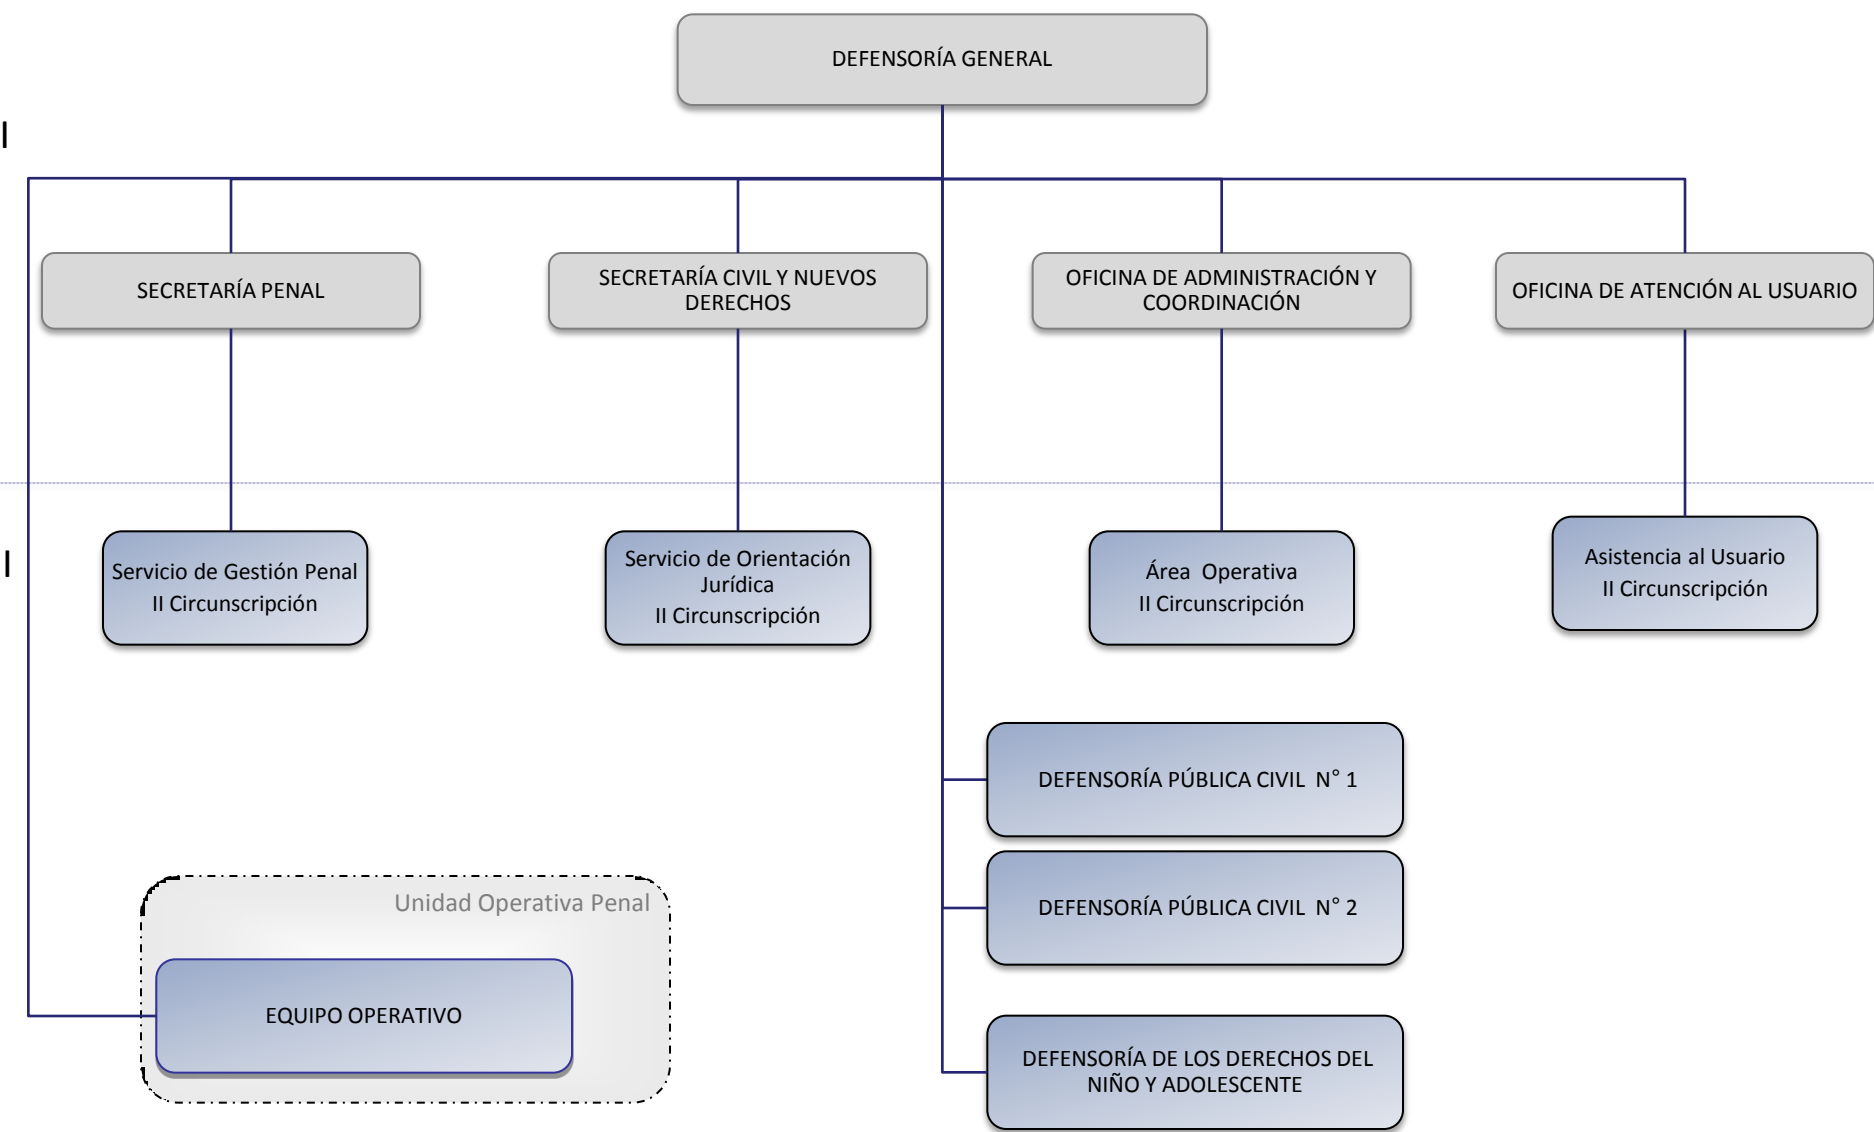 DEFENSORÍA GENERAL
l
SECRETARÍA PENAL
SECRETARÍA CIVIL Y NUEVOS
DERECHOS
OFICINA DE ADMINISTRACIÓN Y
COORDINACIÓN
OFICINA DE ATENCIÓN AL USUARIO
l
Servicio de Gestión Penal
II Circunscripción
Servicio de Orientación
Jurídica
II Circunscripción
Área  Operativa
II Circunscripción
Asistencia al Usuario
II Circunscripción
DEFENSORÍA PÚBLICA CIVIL  N° 1
DEFENSORÍA PÚBLICA CIVIL  N° 2
Unidad Operativa Penal
EQUIPO OPERATIVO
DEFENSORÍA DE LOS DERECHOS DEL
NIÑO Y ADOLESCENTE